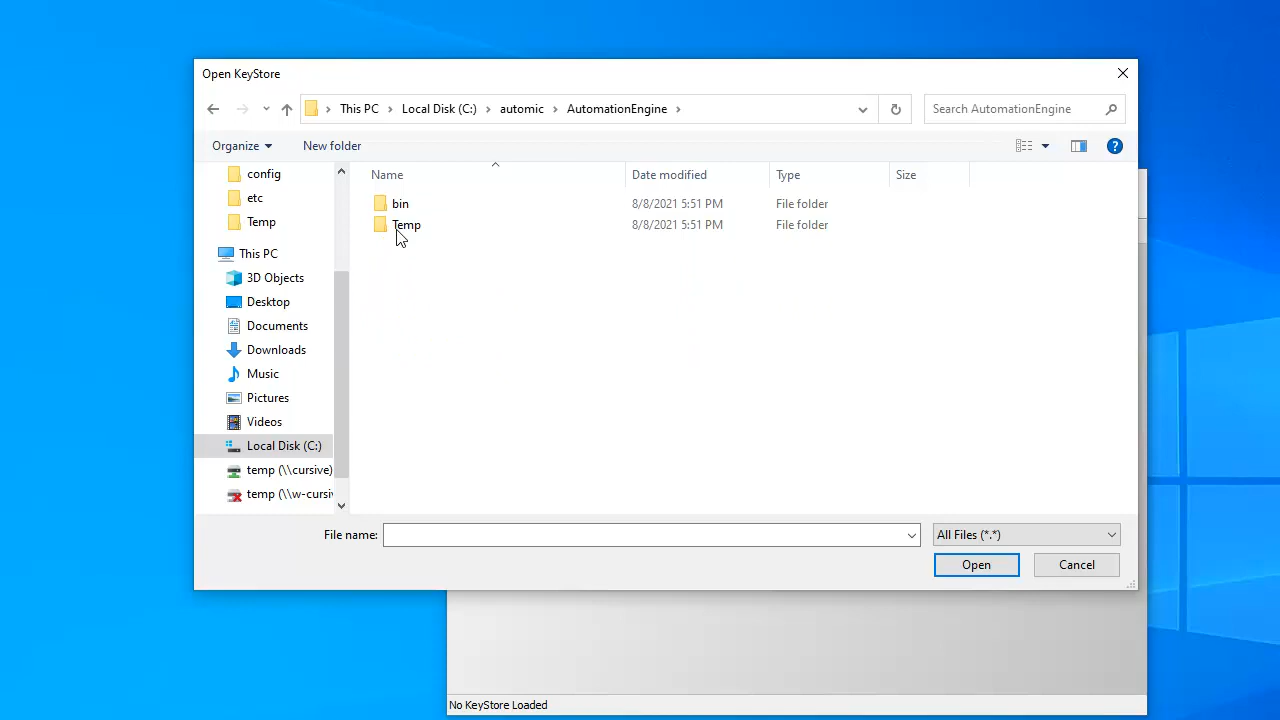 Open KeyStore
This PC
Local Disk (C:)
automic
AutomationEngine
Search AutomationEngine
Organize
New folder
config
etc
Temp
This PC
3D Objects
Desktop
Documents
Downloads
Music
Pictures
Videos
Local Disk (C:)
temp (\\cursive)
temp (\\w-cursiv
Name Date modified Type Size
bin 8/8/2021 5:51 PM File folder
Temp 8/8/2021 5:51 PM File folder
File name: All Files (*.*)
Open Cancel
No KeyStore Loaded